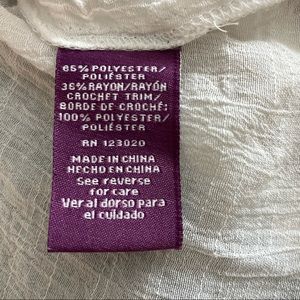 65% POLYESTER/
POLIÉSTER
35% RAYON/RAYÓN
CROCHET TRIM/
BORDE DE CROCHÉ:
100% POLYESTER/
POLIÉSTER
RN 123020
MADE IN CHINA
HECHO EN CHINA
See reverse
for care
Ver al dorso para
el cuidado